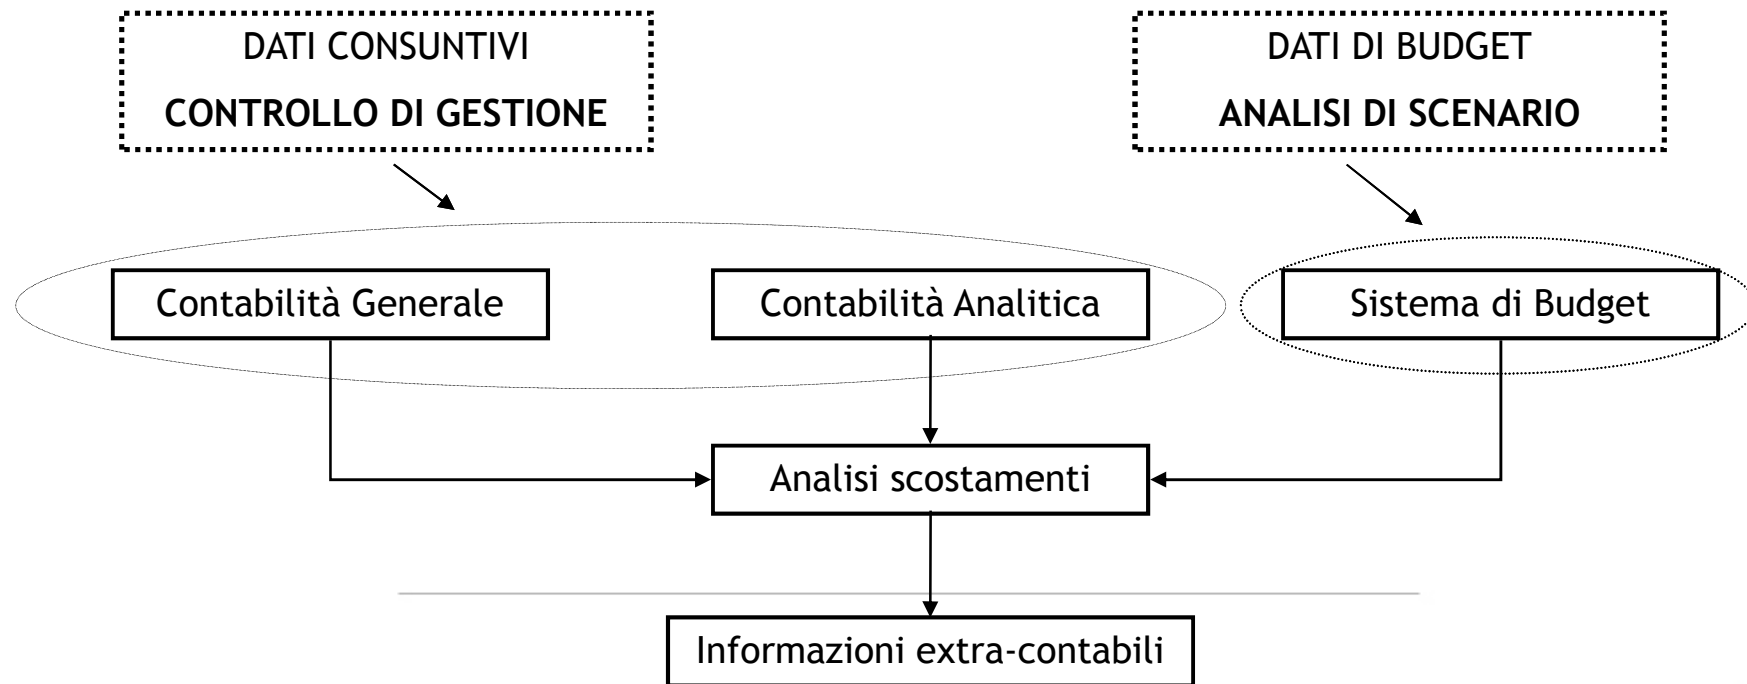 DATI CONSUNTIVI
CONTROLLO DI GESTIONE
DATI DI BUDGET
ANALISI DI SCENARIO
Contabilità Generale
Contabilità Analitica
Sistema di Budget
Analisi scostamenti
Informazioni extra-contabili